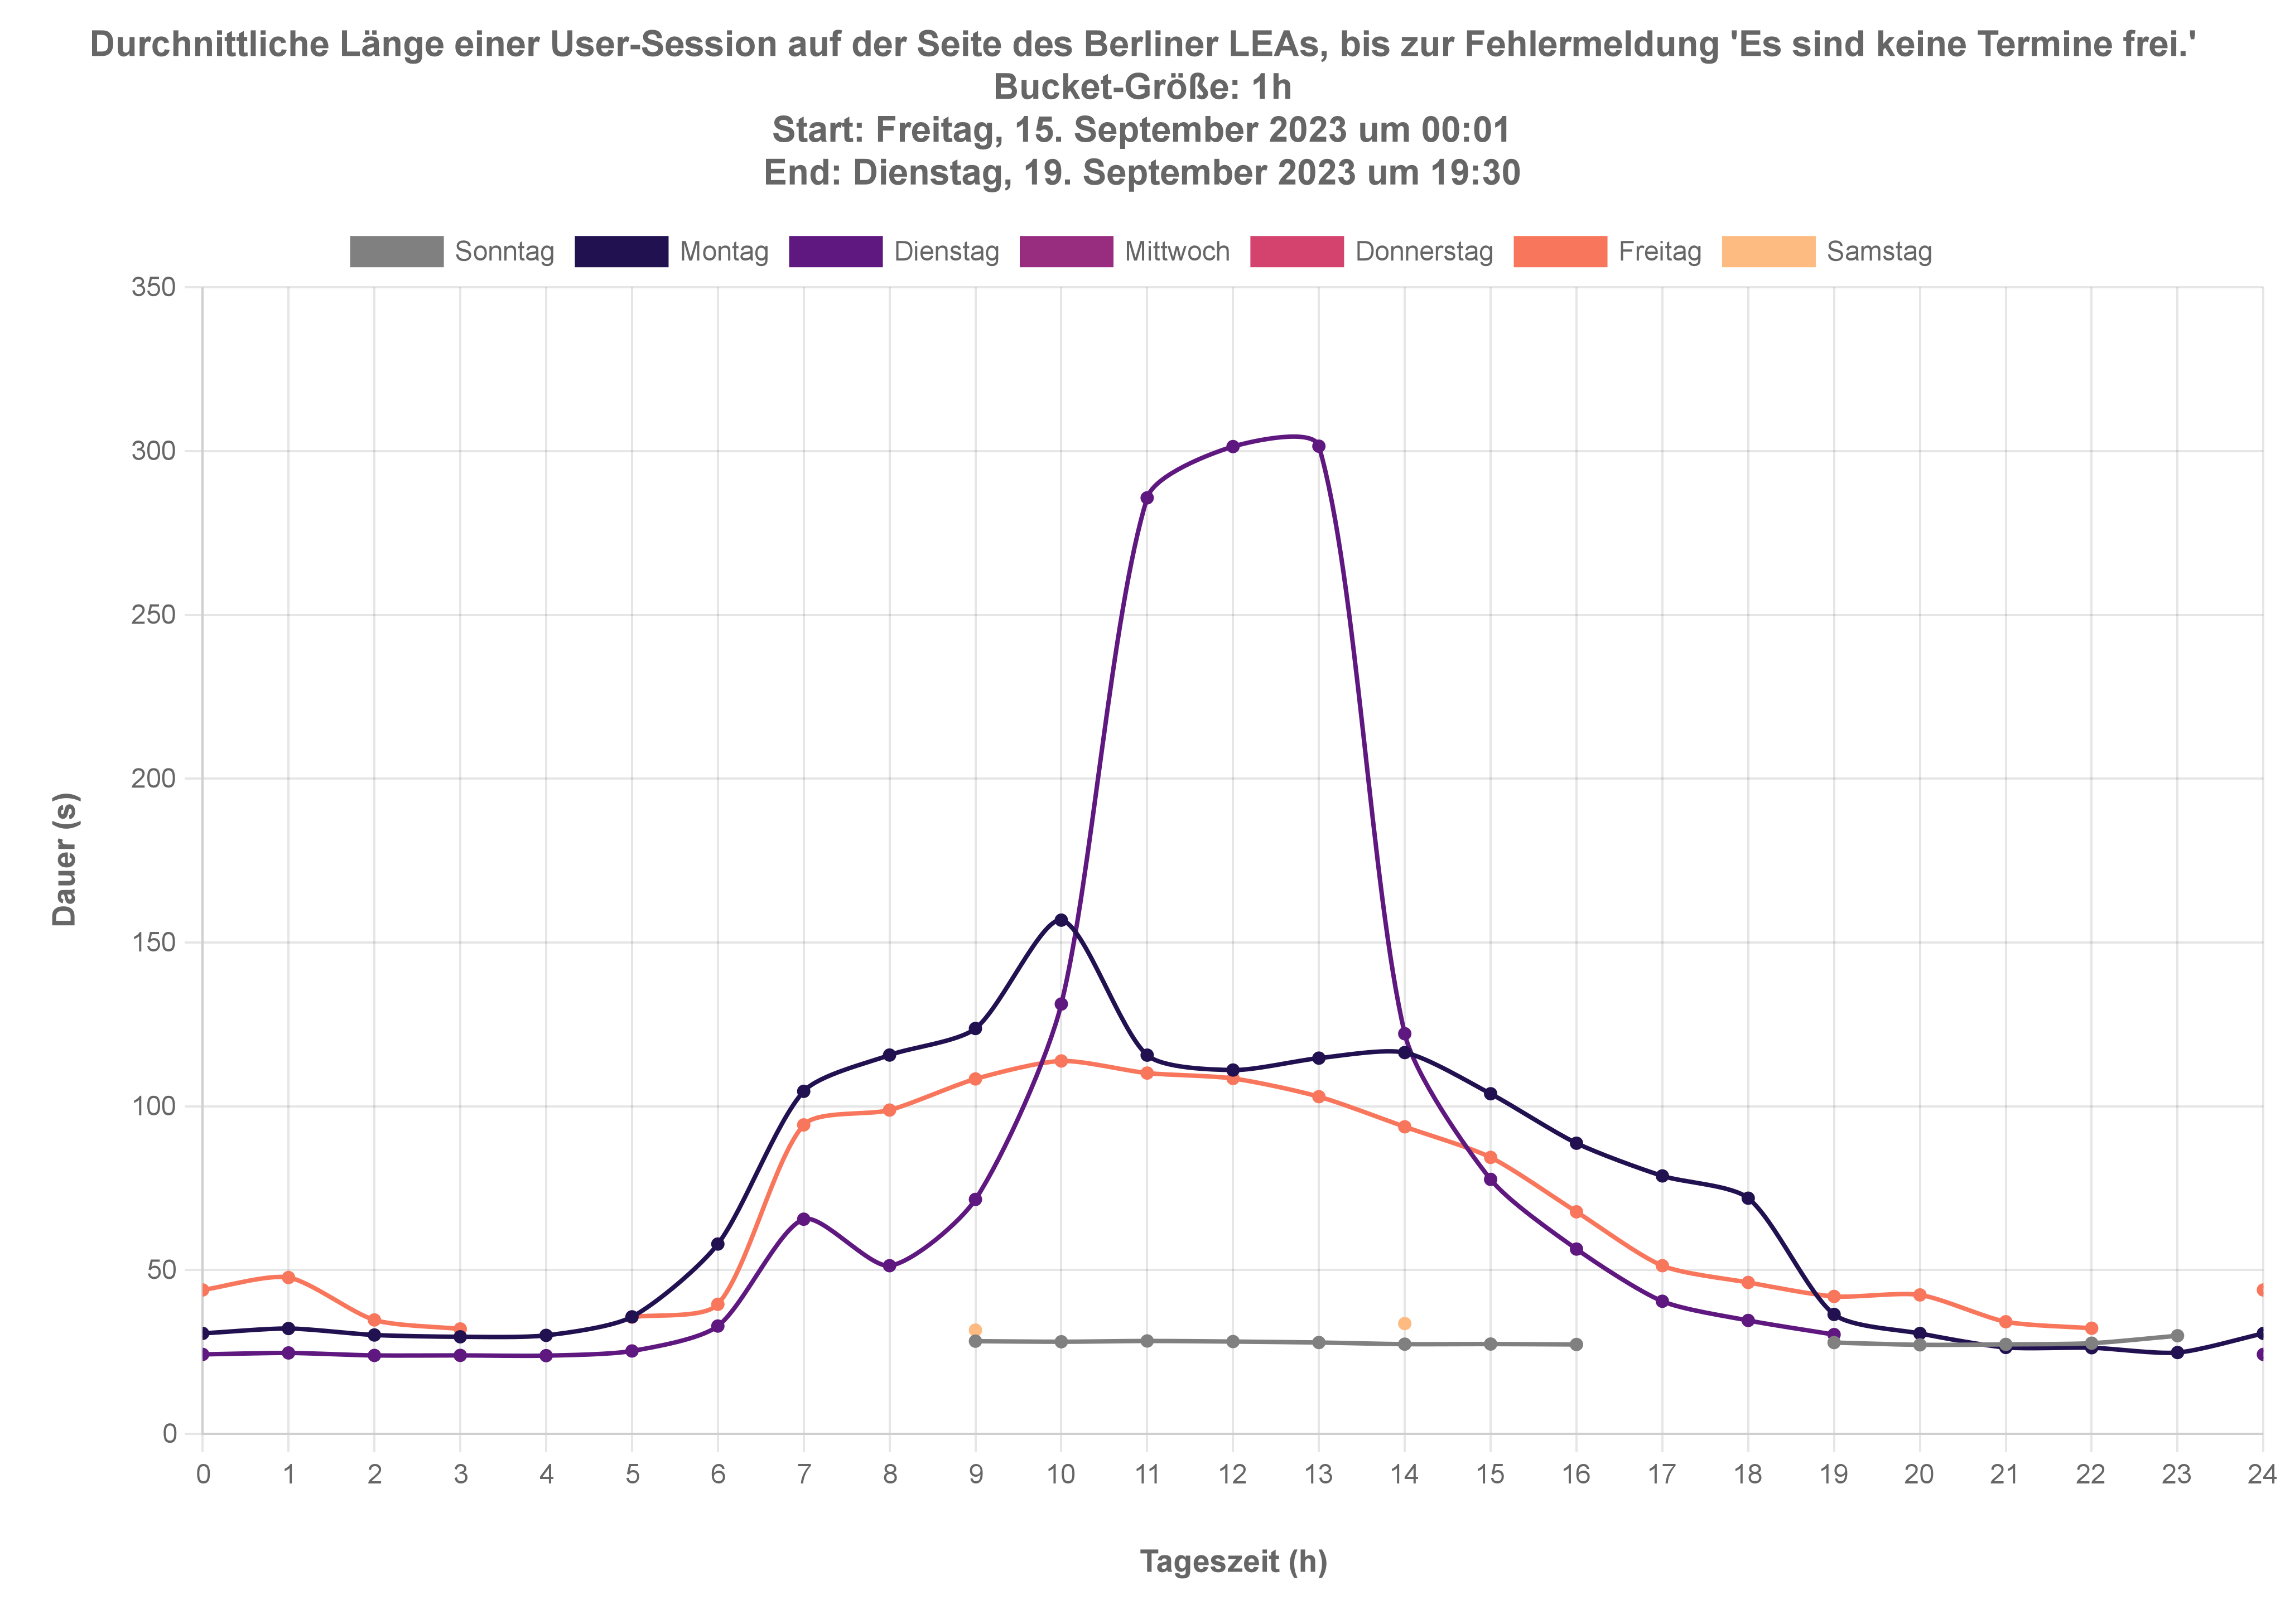 Durchnittliche Länge einer User-Session auf der Seite des Berliner LEAs, bis zur Fehlermeldung 'Es sind keine Termine frei.'
Bucket-Größe: 1h
Start: Freitag, 15. September 2023 um 00:01
End: Dienstag, 19. September 2023 um 19:30
Sonntag Montag Dienstag Mittwoch Donnerstag Freitag Samstag
350
300
250
200
150
100
50
0
Dauer (s)
0 1 2 3 4 5 6 7 8 9 10 11 12 13 14 15 16 17 18 19 20 21 22 23 24
Tageszeit (h)